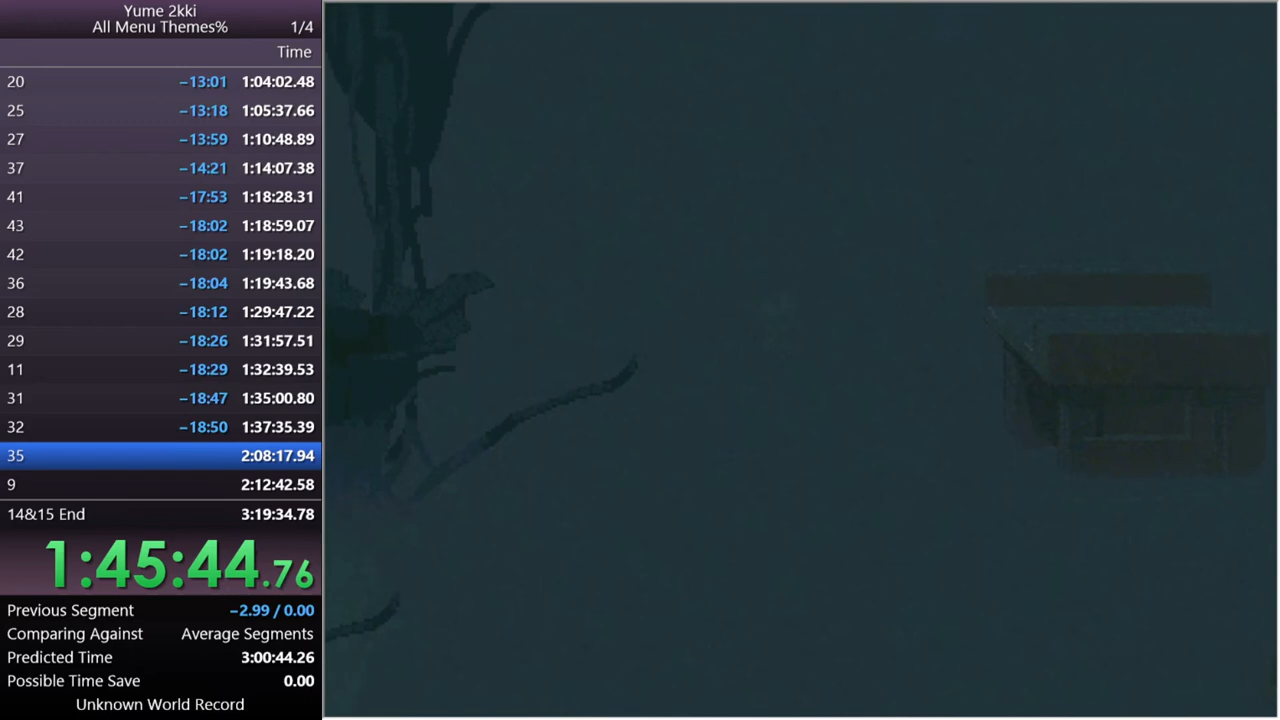 Yume 2kki
All Menu Themes% 1/4
Time
20 −13:01 1:04:02.48
25 −13:18 1:05:37.66
27 −13:59 1:10:48.89
37 −14:21 1:14:07.38
41 −17:53 1:18:28.31
43 −18:02 1:18:59.07
42 −18:02 1:19:18.20
36 −18:04 1:19:43.68
28 −18:12 1:29:47.22
29 −18:26 1:31:57.51
11 −18:29 1:32:39.53
31 −18:47 1:35:00.80
32 −18:50 1:37:35.39
35 2:08:17.94
9 2:12:42.58
14&15 End 3:19:34.78
1:45:44.76
Previous Segment −2.99 / 0.00
Comparing Against Average Segments
Predicted Time 3:00:44.26
Possible Time Save 0.00
Unknown World Record